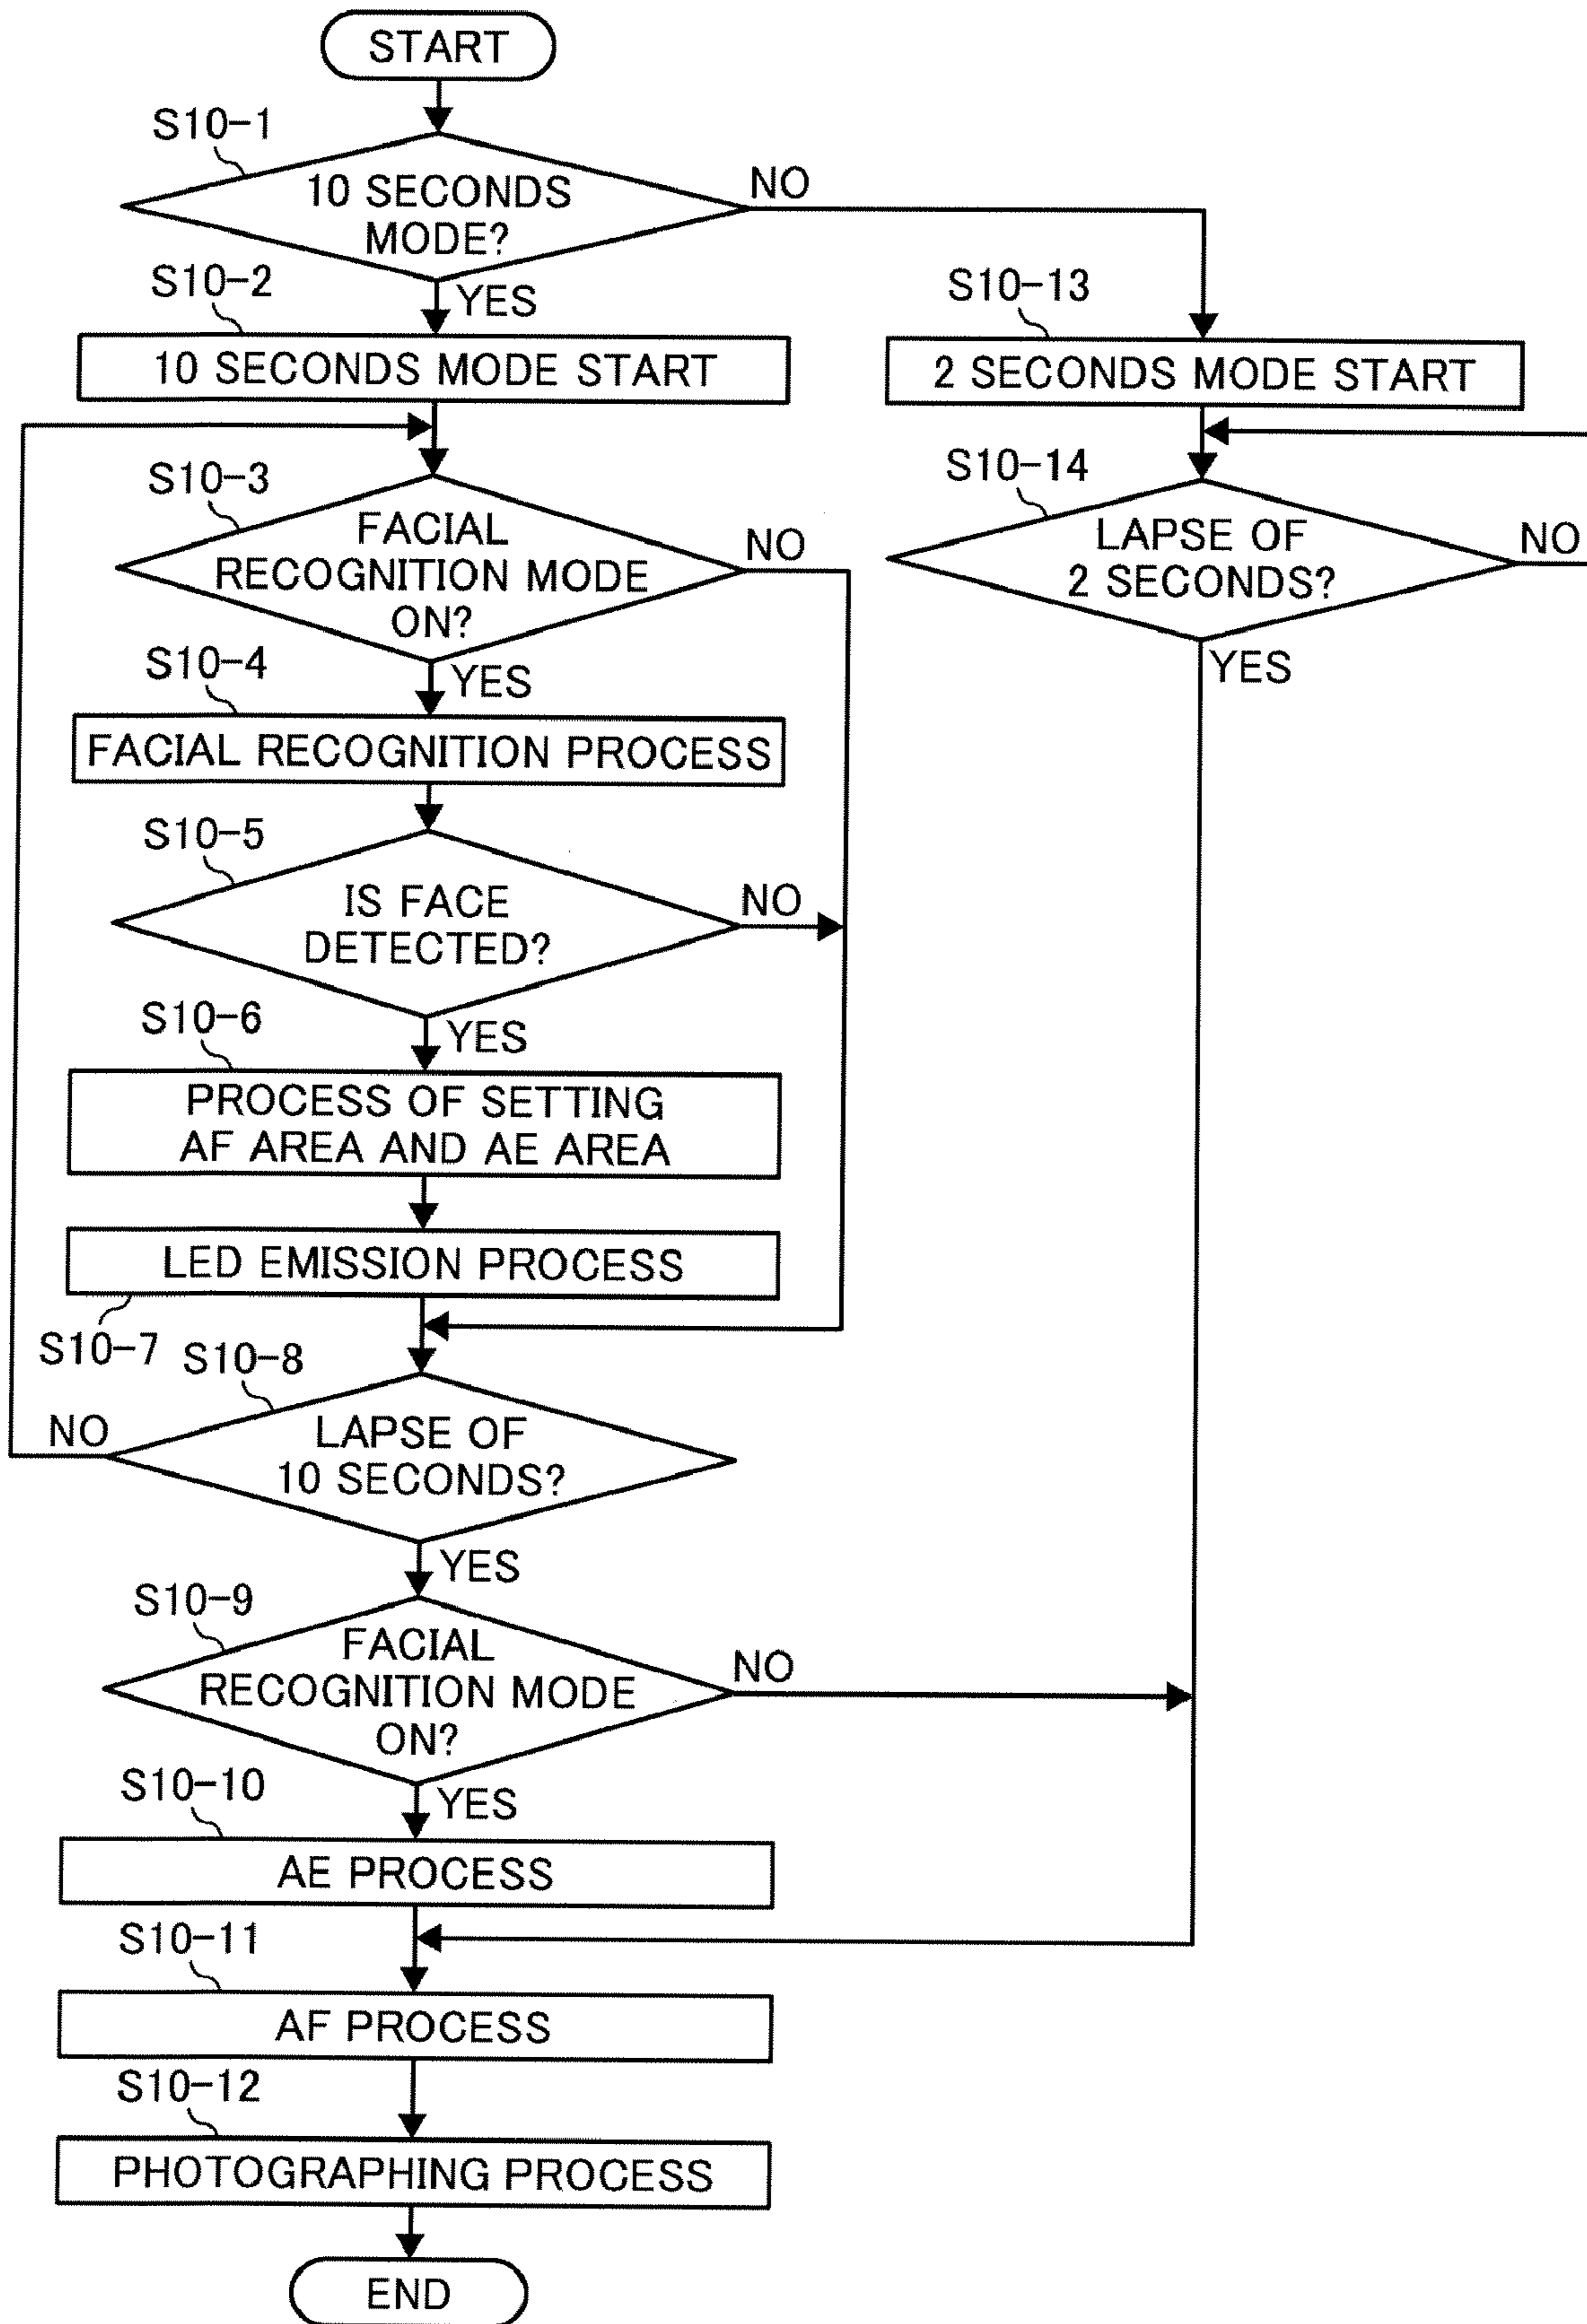 START
S10-1
10 SECONDS
MODE?
NO
YES
S10-2
10 SECONDS MODE START
S10-13
2 SECONDS MODE START
S10-3
FACIAL
RECOGNITION MODE
ON?
NO
YES
S10-14
LAPSE OF
2 SECONDS?
NO
YES
S10-4
FACIAL RECOGNITION PROCESS
S10-5
IS FACE
DETECTED?
NO
YES
S10-6
PROCESS OF SETTING
AF AREA AND AE AREA
LED EMISSION PROCESS
S10-7
S10-8
LAPSE OF
10 SECONDS?
NO
YES
S10-9
FACIAL
RECOGNITION MODE
ON?
NO
YES
S10-10
AE PROCESS
S10-11
AF PROCESS
S10-12
PHOTOGRAPHING PROCESS
END